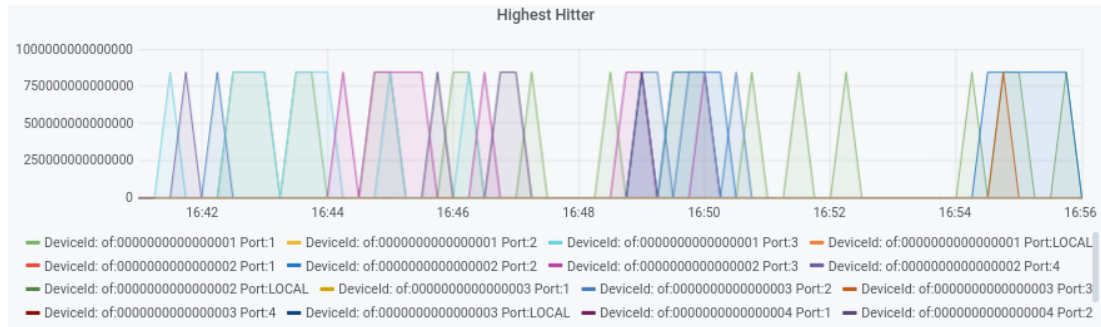 Highest Hitter
1000000000000000
750000000000000
500000000000000
250000000000000
0
16:42 16:44 16:46 16:48 16:50 16:52 16:54 16:56
DeviceId: of:0000000000000001 Port:1 DeviceId: of:0000000000000001 Port:2 DeviceId: of:0000000000000001 Port:3 DeviceId: of:0000000000000001 Port:LOCAL
DeviceId: of:0000000000000002 Port:1 DeviceId: of:0000000000000002 Port:2 DeviceId: of:0000000000000002 Port:3 DeviceId: of:0000000000000002 Port:4
DeviceId: of:0000000000000002 Port:LOCAL DeviceId: of:0000000000000003 Port:1 DeviceId: of:0000000000000003 Port:2 DeviceId: of:0000000000000003 Port:3
DeviceId: of:0000000000000003 Port:4 DeviceId: of:0000000000000003 Port:LOCAL DeviceId: of:0000000000000004 Port:1 DeviceId: of:0000000000000004 Port:2